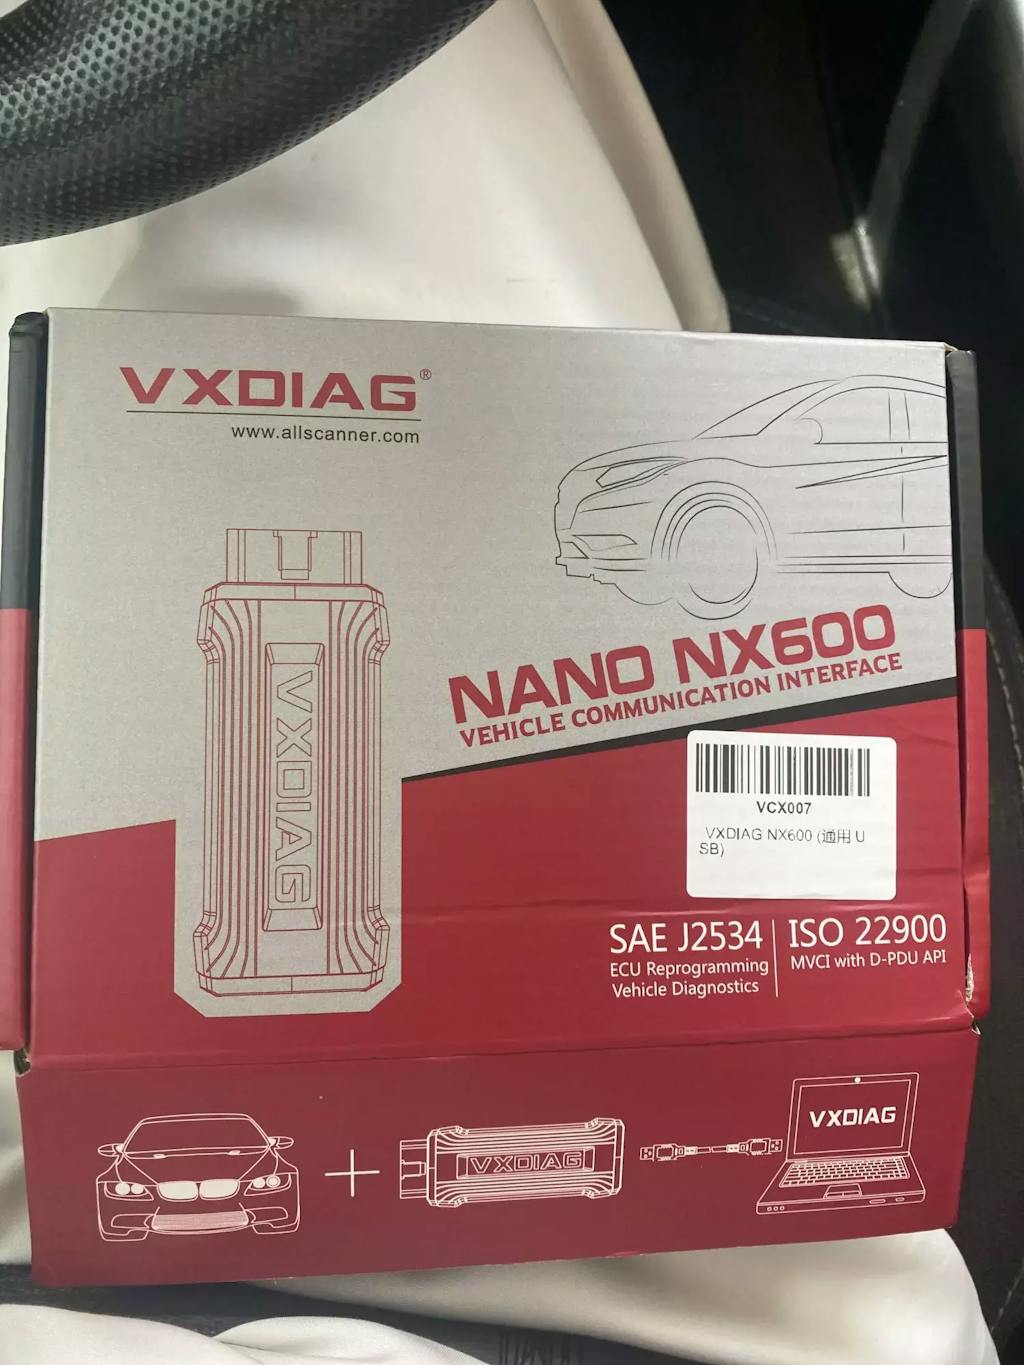 VXDIAG®
www.allscanner.com
VXDIAG
NANO NX600
VEHICLE COMMUNICATION INTERFACE
VCX007
VXDIAG NX600 (通用 U
SB)
SAE J2534
ECU Reprogramming
Vehicle Diagnostics
ISO 22900
MVCI with D-PDU API
VXDIAG
VXDIAG